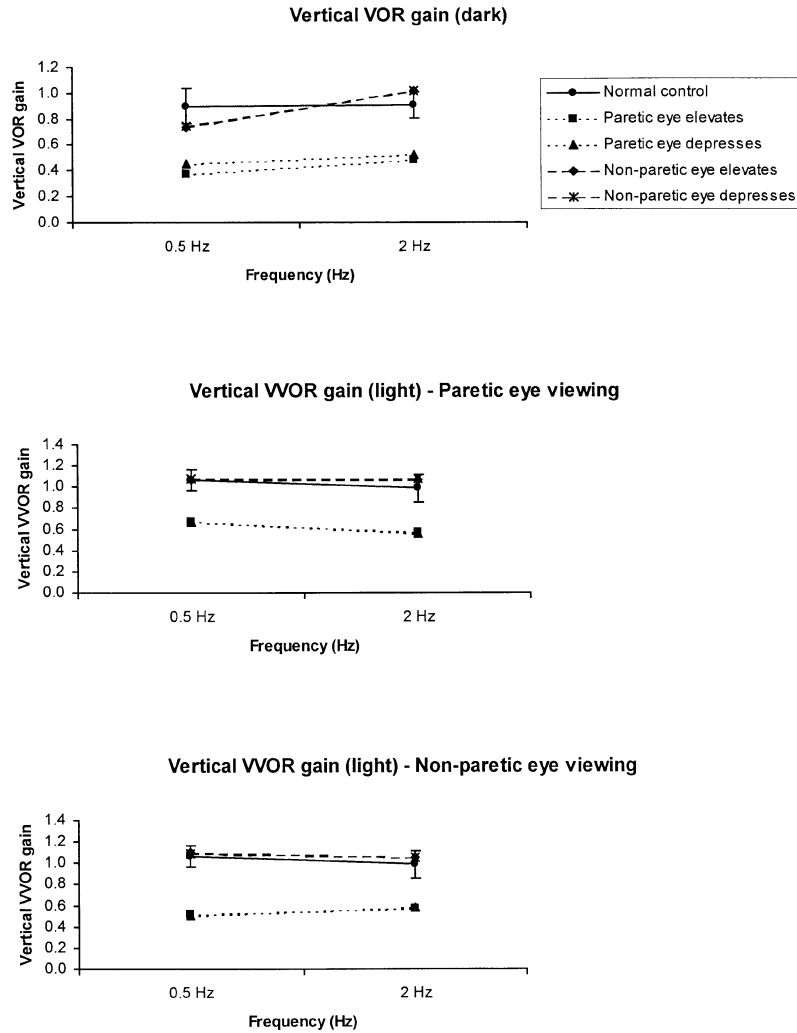 Vertical VOR gain (dark)
Vertical VOR gain
1.2
1.0
0.8
0.6
0.4
0.2
0.0
0.5 Hz
2 Hz
Frequency (Hz)
Normal control
Paretic eye elevates
Paretic eye depresses
Non-paretic eye elevates
Non-paretic eye depresses
Vertical VVOR gain (light) - Paretic eye viewing
Vertical VVOR gain
1.4
1.2
1.0
0.8
0.6
0.4
0.2
0.0
0.5 Hz
2 Hz
Frequency (Hz)
Vertical VVOR gain (light) - Non-paretic eye viewing
Vertical VVOR gain
1.4
1.2
1.0
0.8
0.6
0.4
0.2
0.0
0.5 Hz
2 Hz
Frequency (Hz)